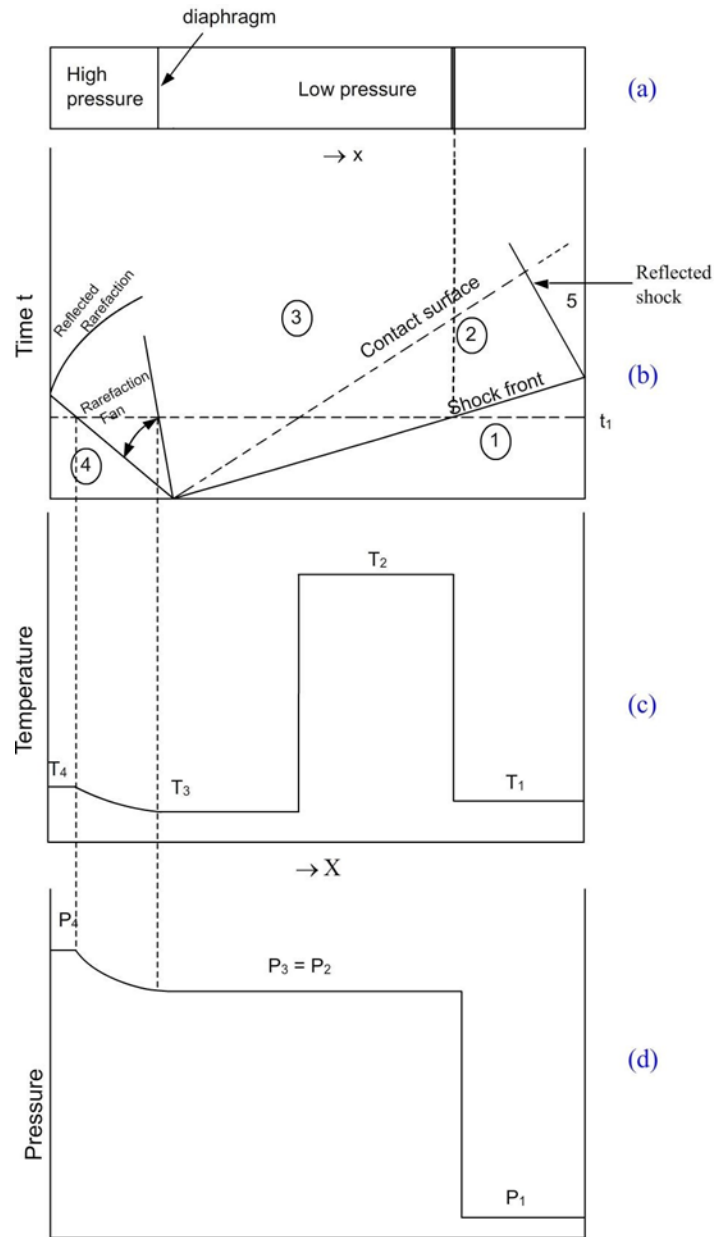 diaphragm
High
pressure
Low pressure
(a)
→ x
Time t
Reflected
Rarefaction
Rarefaction
Fan
3
Contact surface
2
5
Reflected
shock
Shock front
(b)
t1
1
4
Temperature
T2
(c)
T4
T3
T1
→ X
Pressure
P4
P3 = P2
(d)
P1